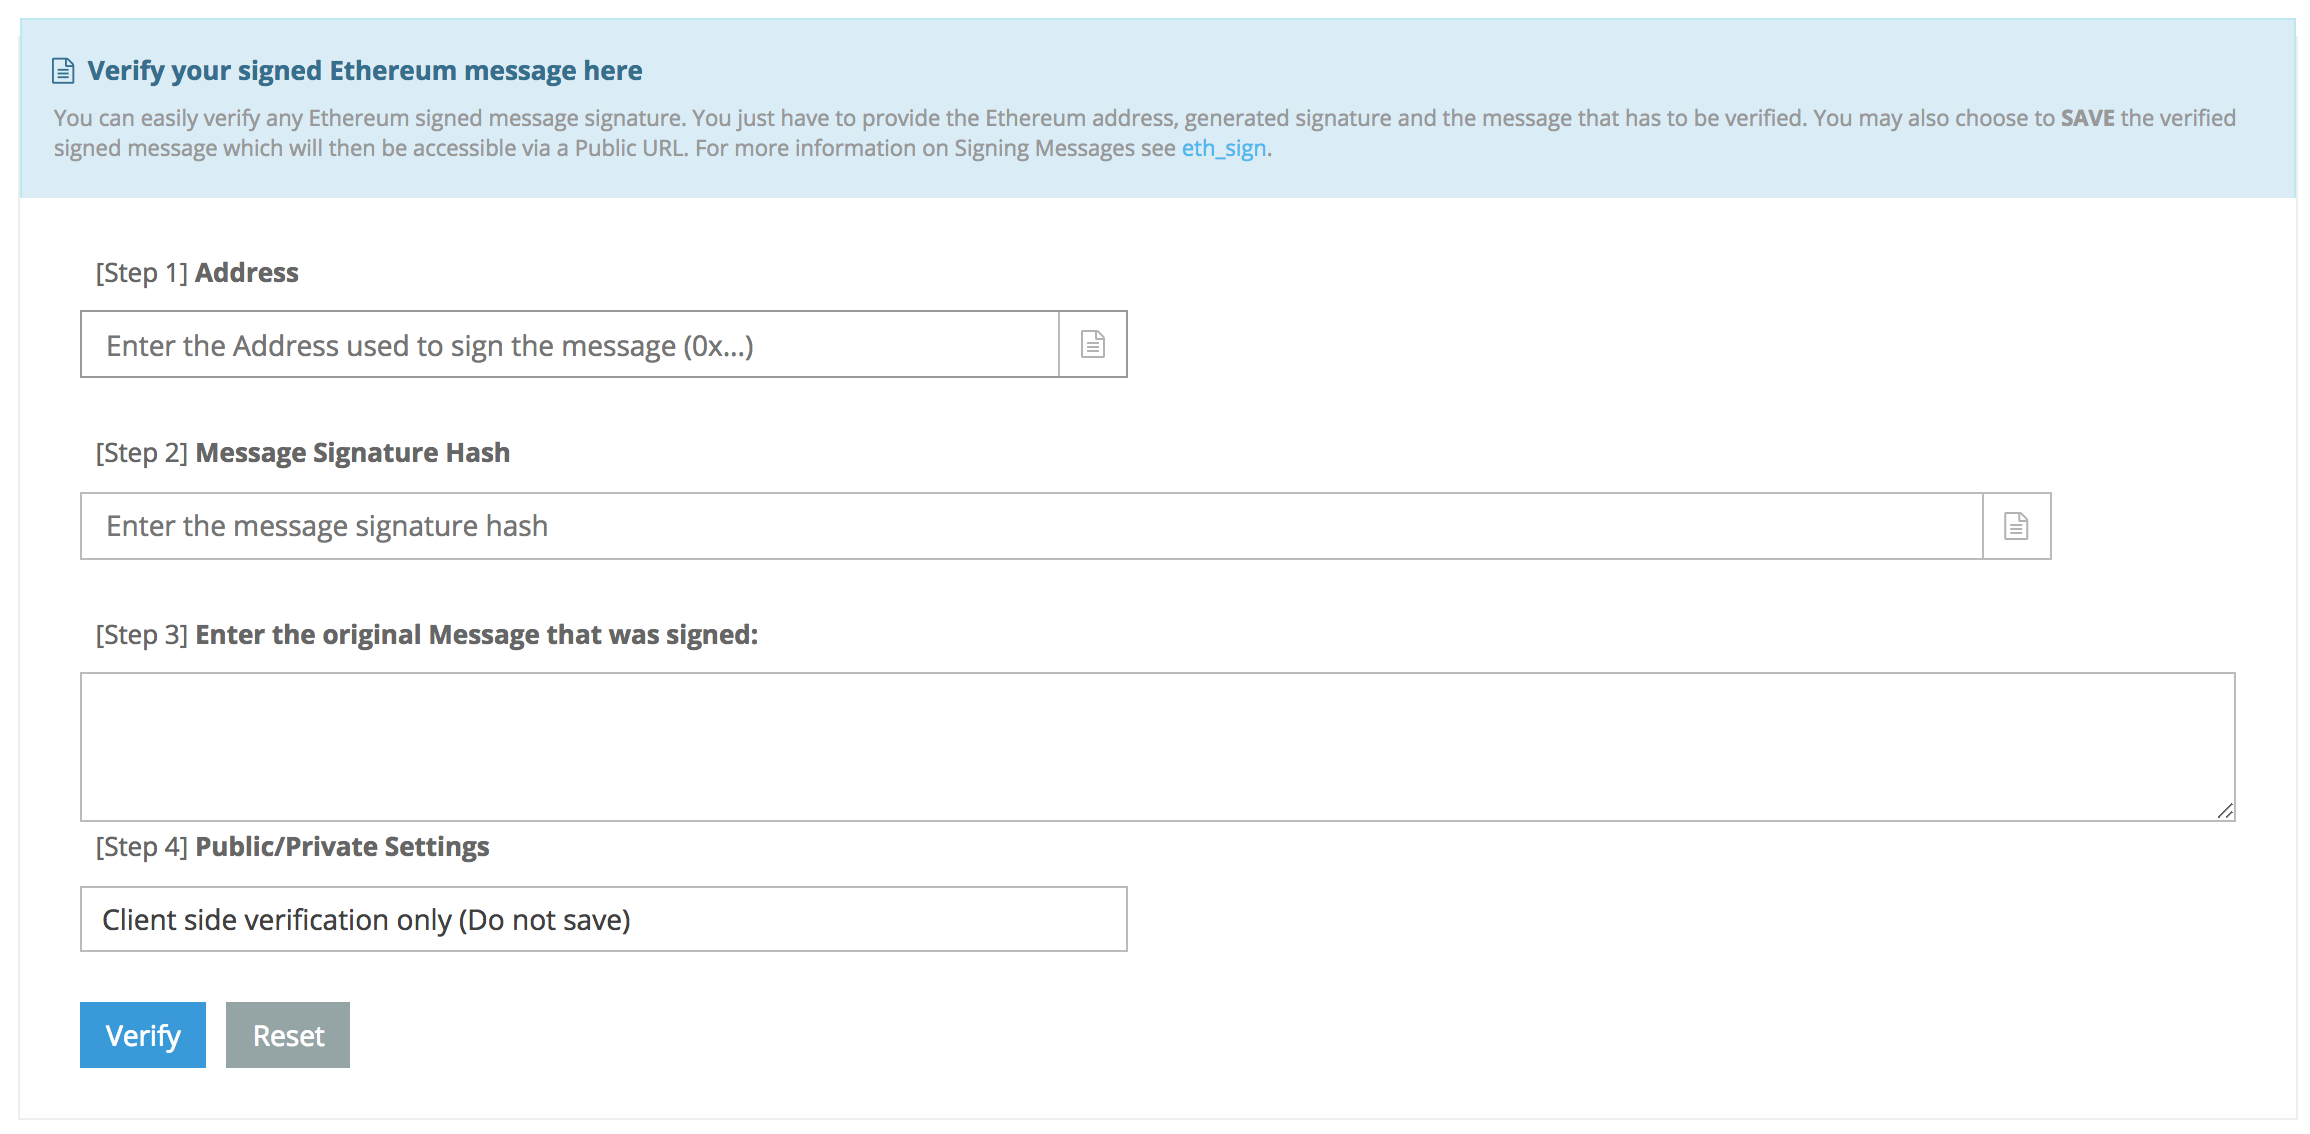 Verify your signed Ethereum message here
You can easily verify any Ethereum signed message signature. You just have to provide the Ethereum address, generated signature and the message that has to be verified. You may also choose to SAVE the verified
signed message which will then be accessible via a Public URL. For more information on Signing Messages see eth_sign.
[Step 1] Address
Enter the Address used to sign the message (0x...)
[Step 2] Message Signature Hash
Enter the message signature hash
[Step 3] Enter the original Message that was signed:
[Step 4] Public/Private Settings
Client side verification only (Do not save)
Verify Reset